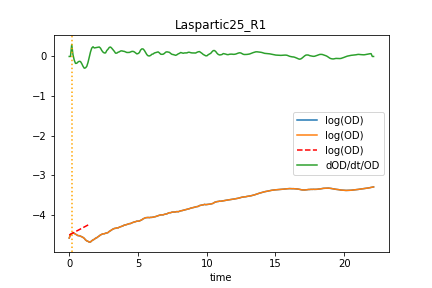 Laspartic25_R1
0
−1
−2
−3
−4
log(OD)
log(OD)
log(OD)
dOD/dt/OD
0 5 10 15 20
time